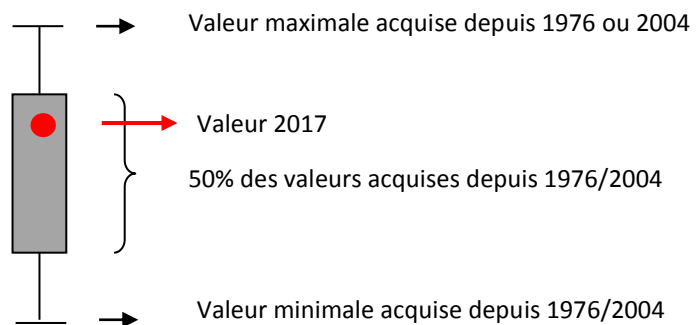 Valeur maximale acquise depuis 1976 ou 2004
Valeur 2017
50% des valeurs acquises depuis 1976/2004
Valeur minimale acquise depuis 1976/2004